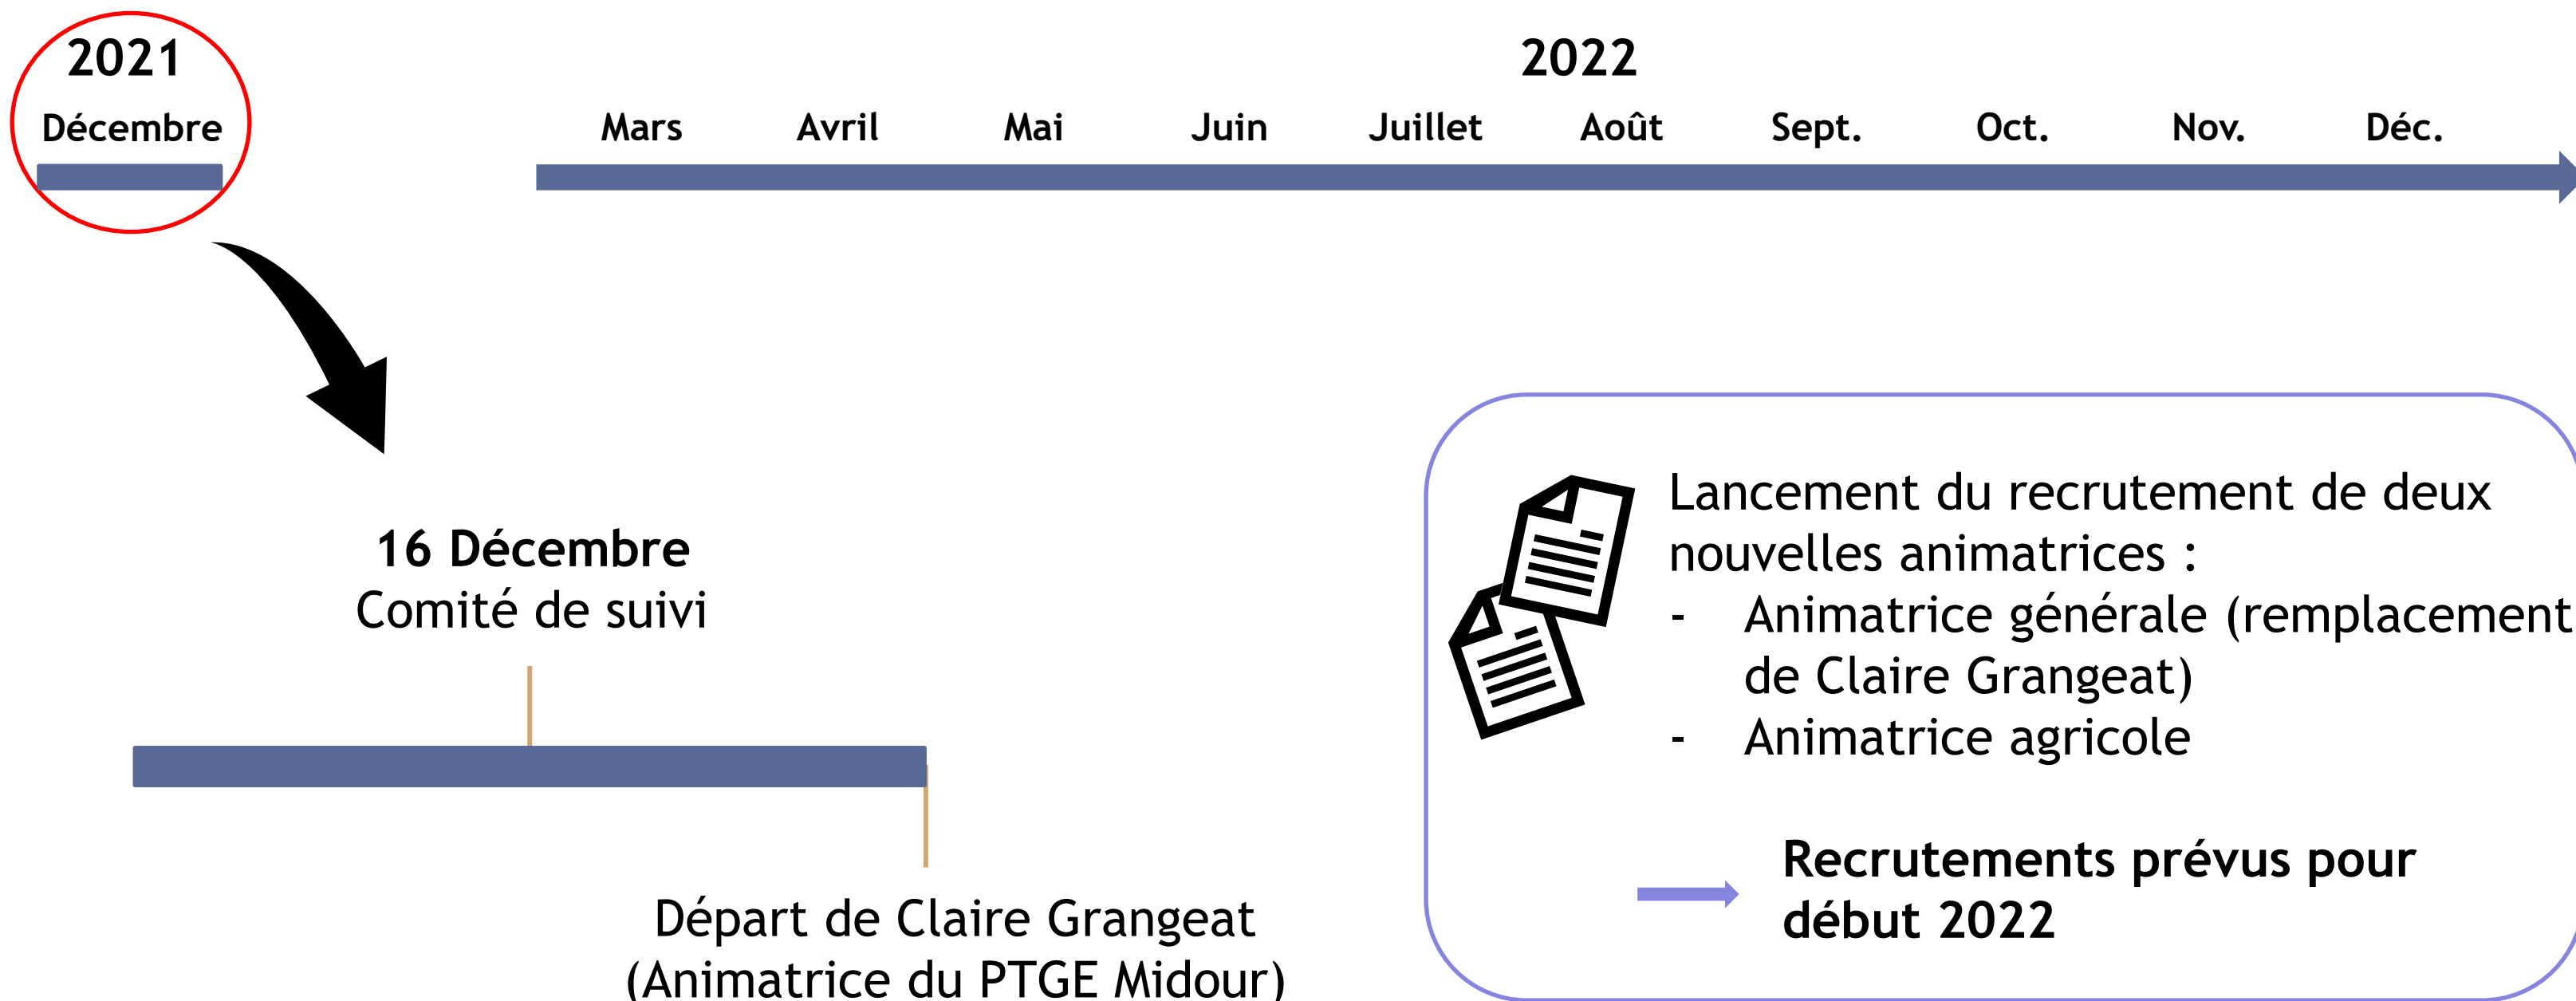 2021
2022
Décembre
Mars Avril Mai Juin Juillet Août Sept. Oct. Nov. Déc.
16 Décembre
Comité de suivi
Départ de Claire Grangeat
(Animatrice du PTGE Midour)
Lancement du recrutement de deux
nouvelles animatrices :
- Animatrice générale (remplacement
de Claire Grangeat)
- Animatrice agricole
Recrutements prévus pour
début 2022